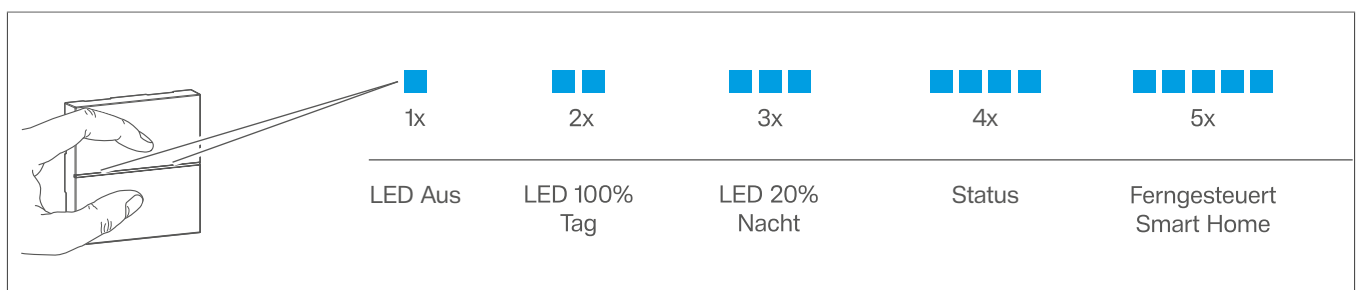 1x 2x 3x 4x 5x
LED Aus LED 100% LED 20% Status Ferngesteuert
Tag Nacht Smart Home